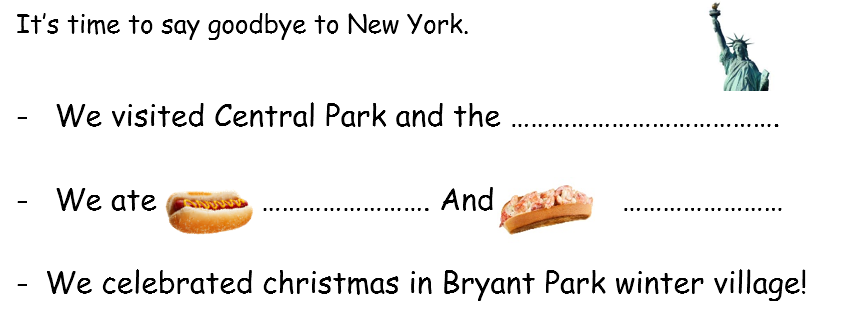 It's time to say goodbye to New York.
- We visited Central Park and the ……………………………………
- We ate ……………………. And ……………………
- We celebrated christmas in Bryant Park winter village!